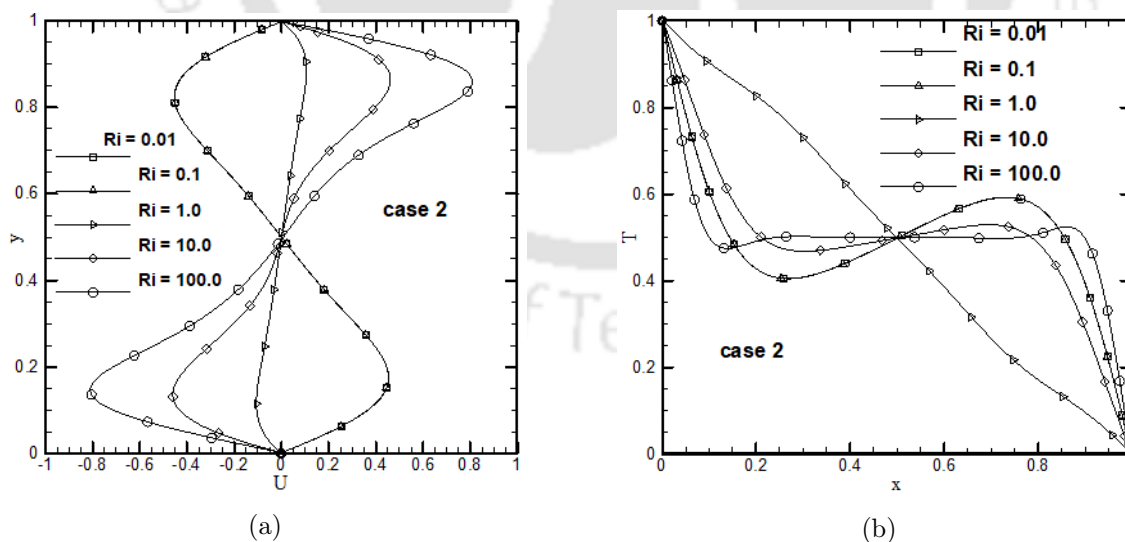 1
0.8
0.6
0.4
0.2
0
y
-1 -0.8 -0.6 -0.4 -0.2 0 0.2 0.4 0.6 0.8 1
U
Ri = 0.01
Ri = 0.1
Ri = 1.0
Ri = 10.0
Ri = 100.0
case 2
(a)
1
0.8
0.6
0.4
0.2
0
T
0 0.2 0.4 0.6 0.8
x
Ri = 0.01
Ri = 0.1
Ri = 1.0
Ri = 10.0
Ri = 100.0
case 2
(b)